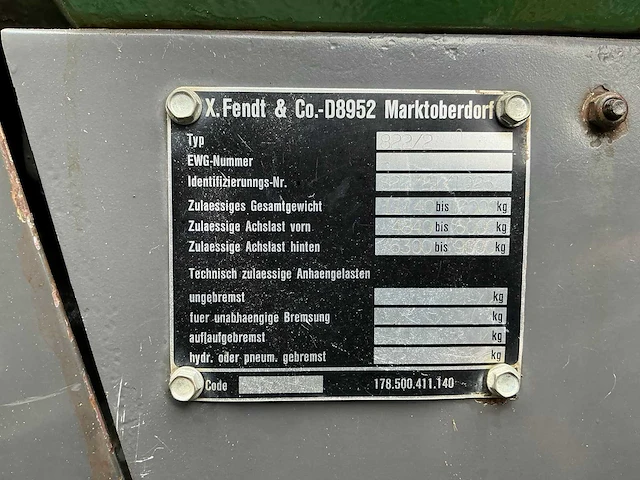 X. Fendt & Co.-D8952 Marktoberdorf
Typ
EWG-Nummer
Identifizierungs-Nr.
Zulaessiges Gesamtgewicht bis kg
Zulaessige Achslast vorn bis kg
Zulaessige Achslast hinten bis kg
Technisch zulaessige Anhaengelasten
ungebremst kg
fuer unabhaengige Bremsung kg
auflaufgebremst kg
hydr. oder pneum. gebremst kg
Code 178.500.411.140